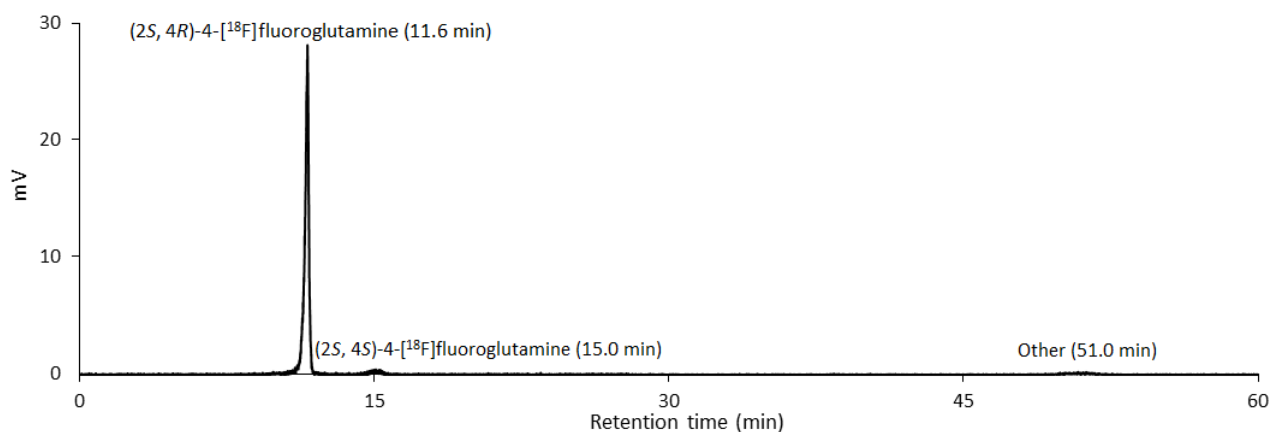 30
(2S, 4R)-4-[¹⁸F]fluoroglutamine (11.6 min)
20
mV
10
(2S, 4S)-4-[¹⁸F]fluoroglutamine (15.0 min)
Other (51.0 min)
0
0 15 30 45 60
Retention time (min)